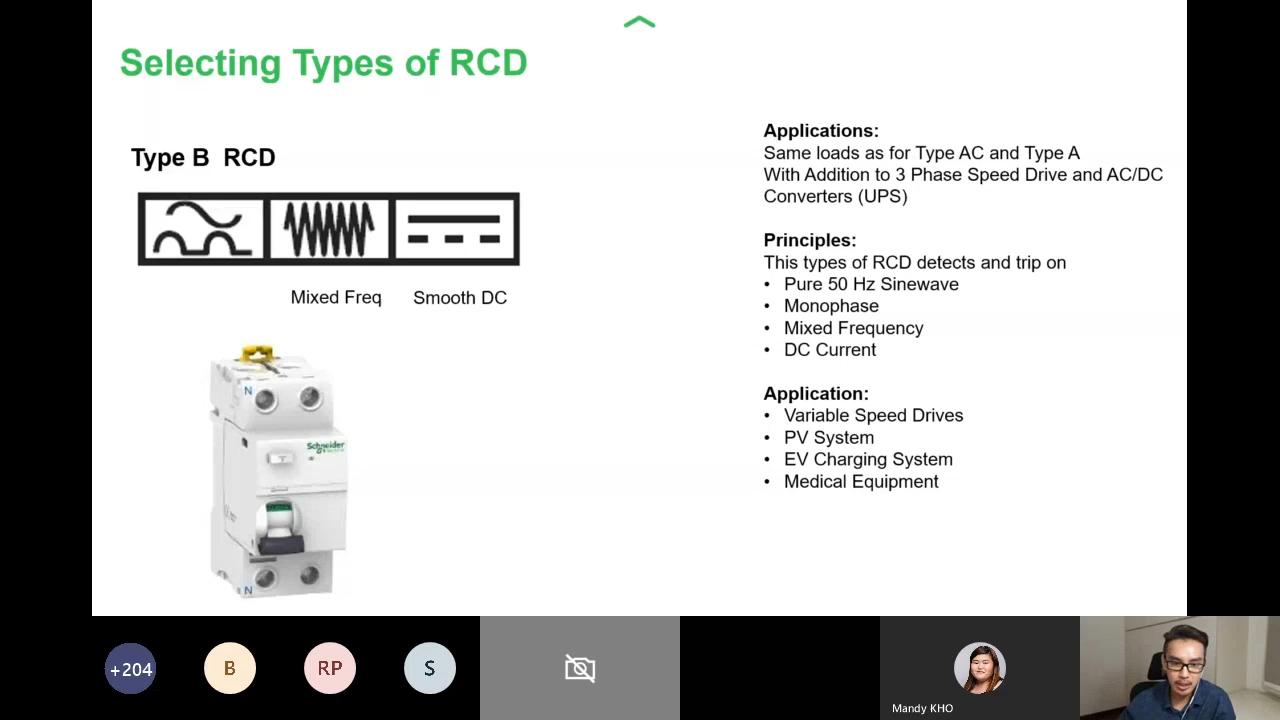 Selecting Types of RCD
Type B RCD
Mixed Freq
Smooth DC
N
Schneider
N
Applications:
Same loads as for Type AC and Type A
With Addition to 3 Phase Speed Drive and AC/DC
Converters (UPS)
Principles:
This types of RCD detects and trip on
• Pure 50 Hz Sinewave
• Monophase
• Mixed Frequency
• DC Current
Application:
• Variable Speed Drives
• PV System
• EV Charging System
• Medical Equipment
+204
B
RP
S
Mandy KHO